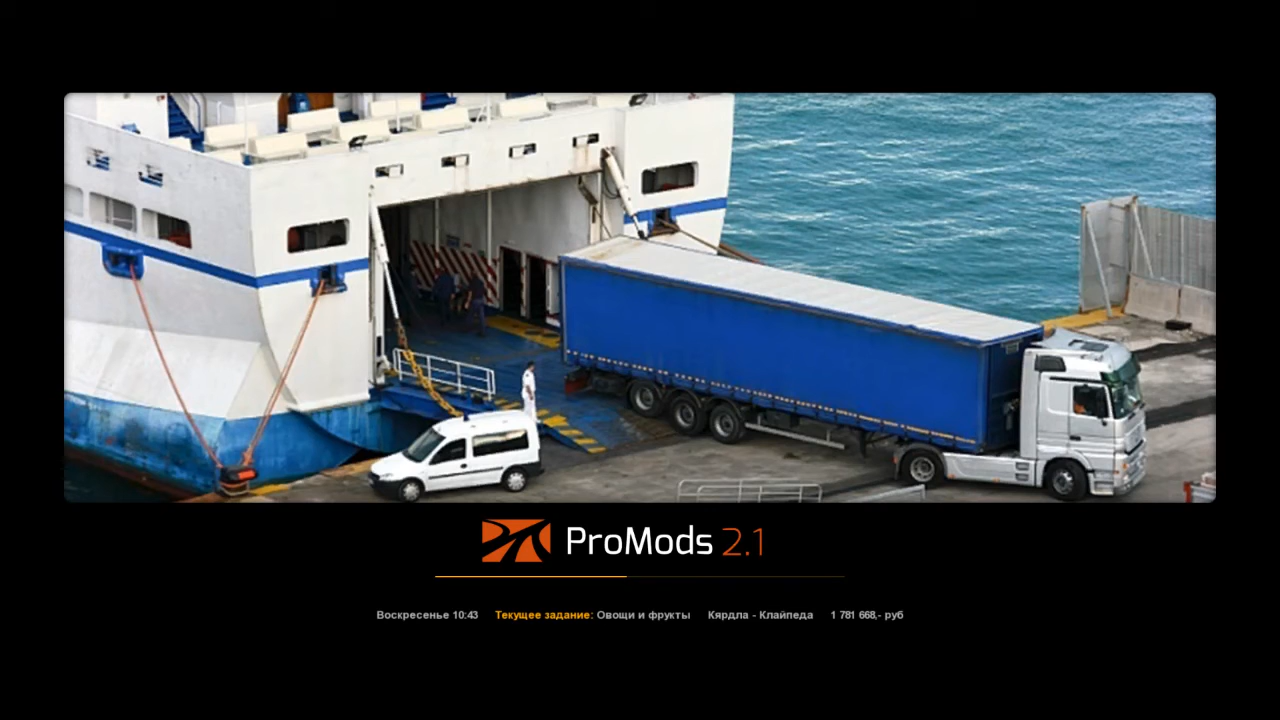 ProMods 2.1
Воскресенье 10:43 Текущее задание: Овощи и фрукты Кярдла - Клайпеда 1 781 668,- руб